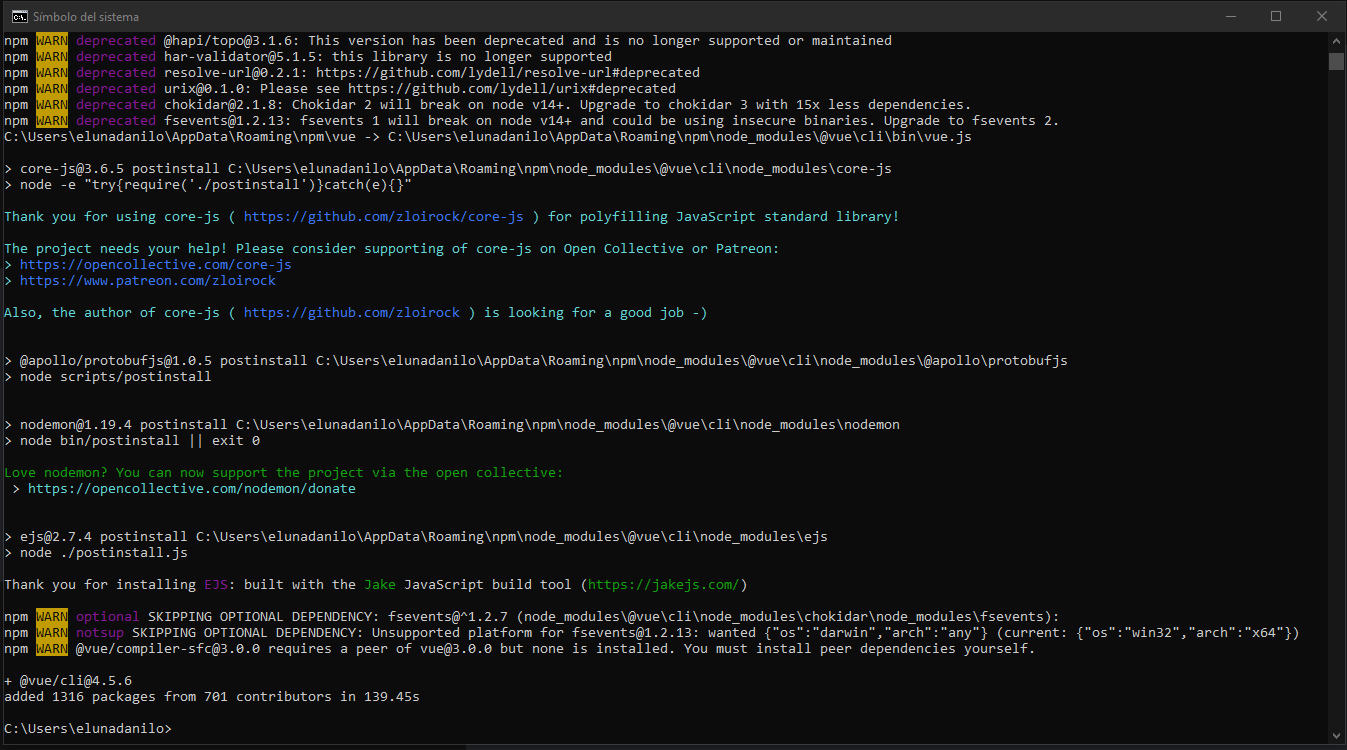 Símbolo del sistema
npm WARN deprecated @hapi/topo@3.1.6: This version has been deprecated and is no longer supported or maintained
npm WARN deprecated har-validator@5.1.5: this library is no longer supported
npm WARN deprecated resolve-url@0.2.1: https://github.com/lydell/resolve-url#deprecated
npm WARN deprecated urix@0.1.0: Please see https://github.com/lydell/urix#deprecated
npm WARN deprecated chokidar@2.1.8: Chokidar 2 will break on node v14+. Upgrade to chokidar 3 with 15x less dependencies.
npm WARN deprecated fsevents@1.2.13: fsevents 1 will break on node v14+ and could be using insecure binaries. Upgrade to fsevents 2.
C:\Users\elunadanilo\AppData\Roaming\npm\vue -> C:\Users\elunadanilo\AppData\Roaming\npm\node_modules\@vue\cli\bin\vue.js
> core-js@3.6.5 postinstall C:\Users\elunadanilo\AppData\Roaming\npm\node_modules\@vue\cli\node_modules\core-js
> node -e "try{require('./postinstall')}catch(e){}"
Thank you for using core-js ( https://github.com/zloirock/core-js ) for polyfilling JavaScript standard library!
The project needs your help! Please consider supporting of core-js on Open Collective or Patreon:
> https://opencollective.com/core-js
> https://www.patreon.com/zloirock
Also, the author of core-js ( https://github.com/zloirock ) is looking for a good job -)
> @apollo/protobufjs@1.0.5 postinstall C:\Users\elunadanilo\AppData\Roaming\npm\node_modules\@vue\cli\node_modules\@apollo\protobufjs
> node scripts/postinstall
> nodemon@1.19.4 postinstall C:\Users\elunadanilo\AppData\Roaming\npm\node_modules\@vue\cli\node_modules\nodemon
> node bin/postinstall || exit 0
Love nodemon? You can now support the project via the open collective:
> https://opencollective.com/nodemon/donate
> ejs@2.7.4 postinstall C:\Users\elunadanilo\AppData\Roaming\npm\node_modules\@vue\cli\node_modules\ejs
> node ./postinstall.js
Thank you for installing EJS: built with the Jake JavaScript build tool (https://jakejs.com/)
npm WARN optional SKIPPING OPTIONAL DEPENDENCY: fsevents@^1.2.7 (node_modules\@vue\cli\node_modules\chokidar\node_modules\fsevents):
npm WARN notsup SKIPPING OPTIONAL DEPENDENCY: Unsupported platform for fsevents@1.2.13: wanted {"os":"darwin","arch":"any"} (current: {"os":"win32","arch":"x64"})
npm WARN @vue/compiler-sfc@3.0.0 requires a peer of vue@3.0.0 but none is installed. You must install peer dependencies yourself.
+ @vue/cli@4.5.6
added 1316 packages from 701 contributors in 139.45s
C:\Users\elunadanilo>